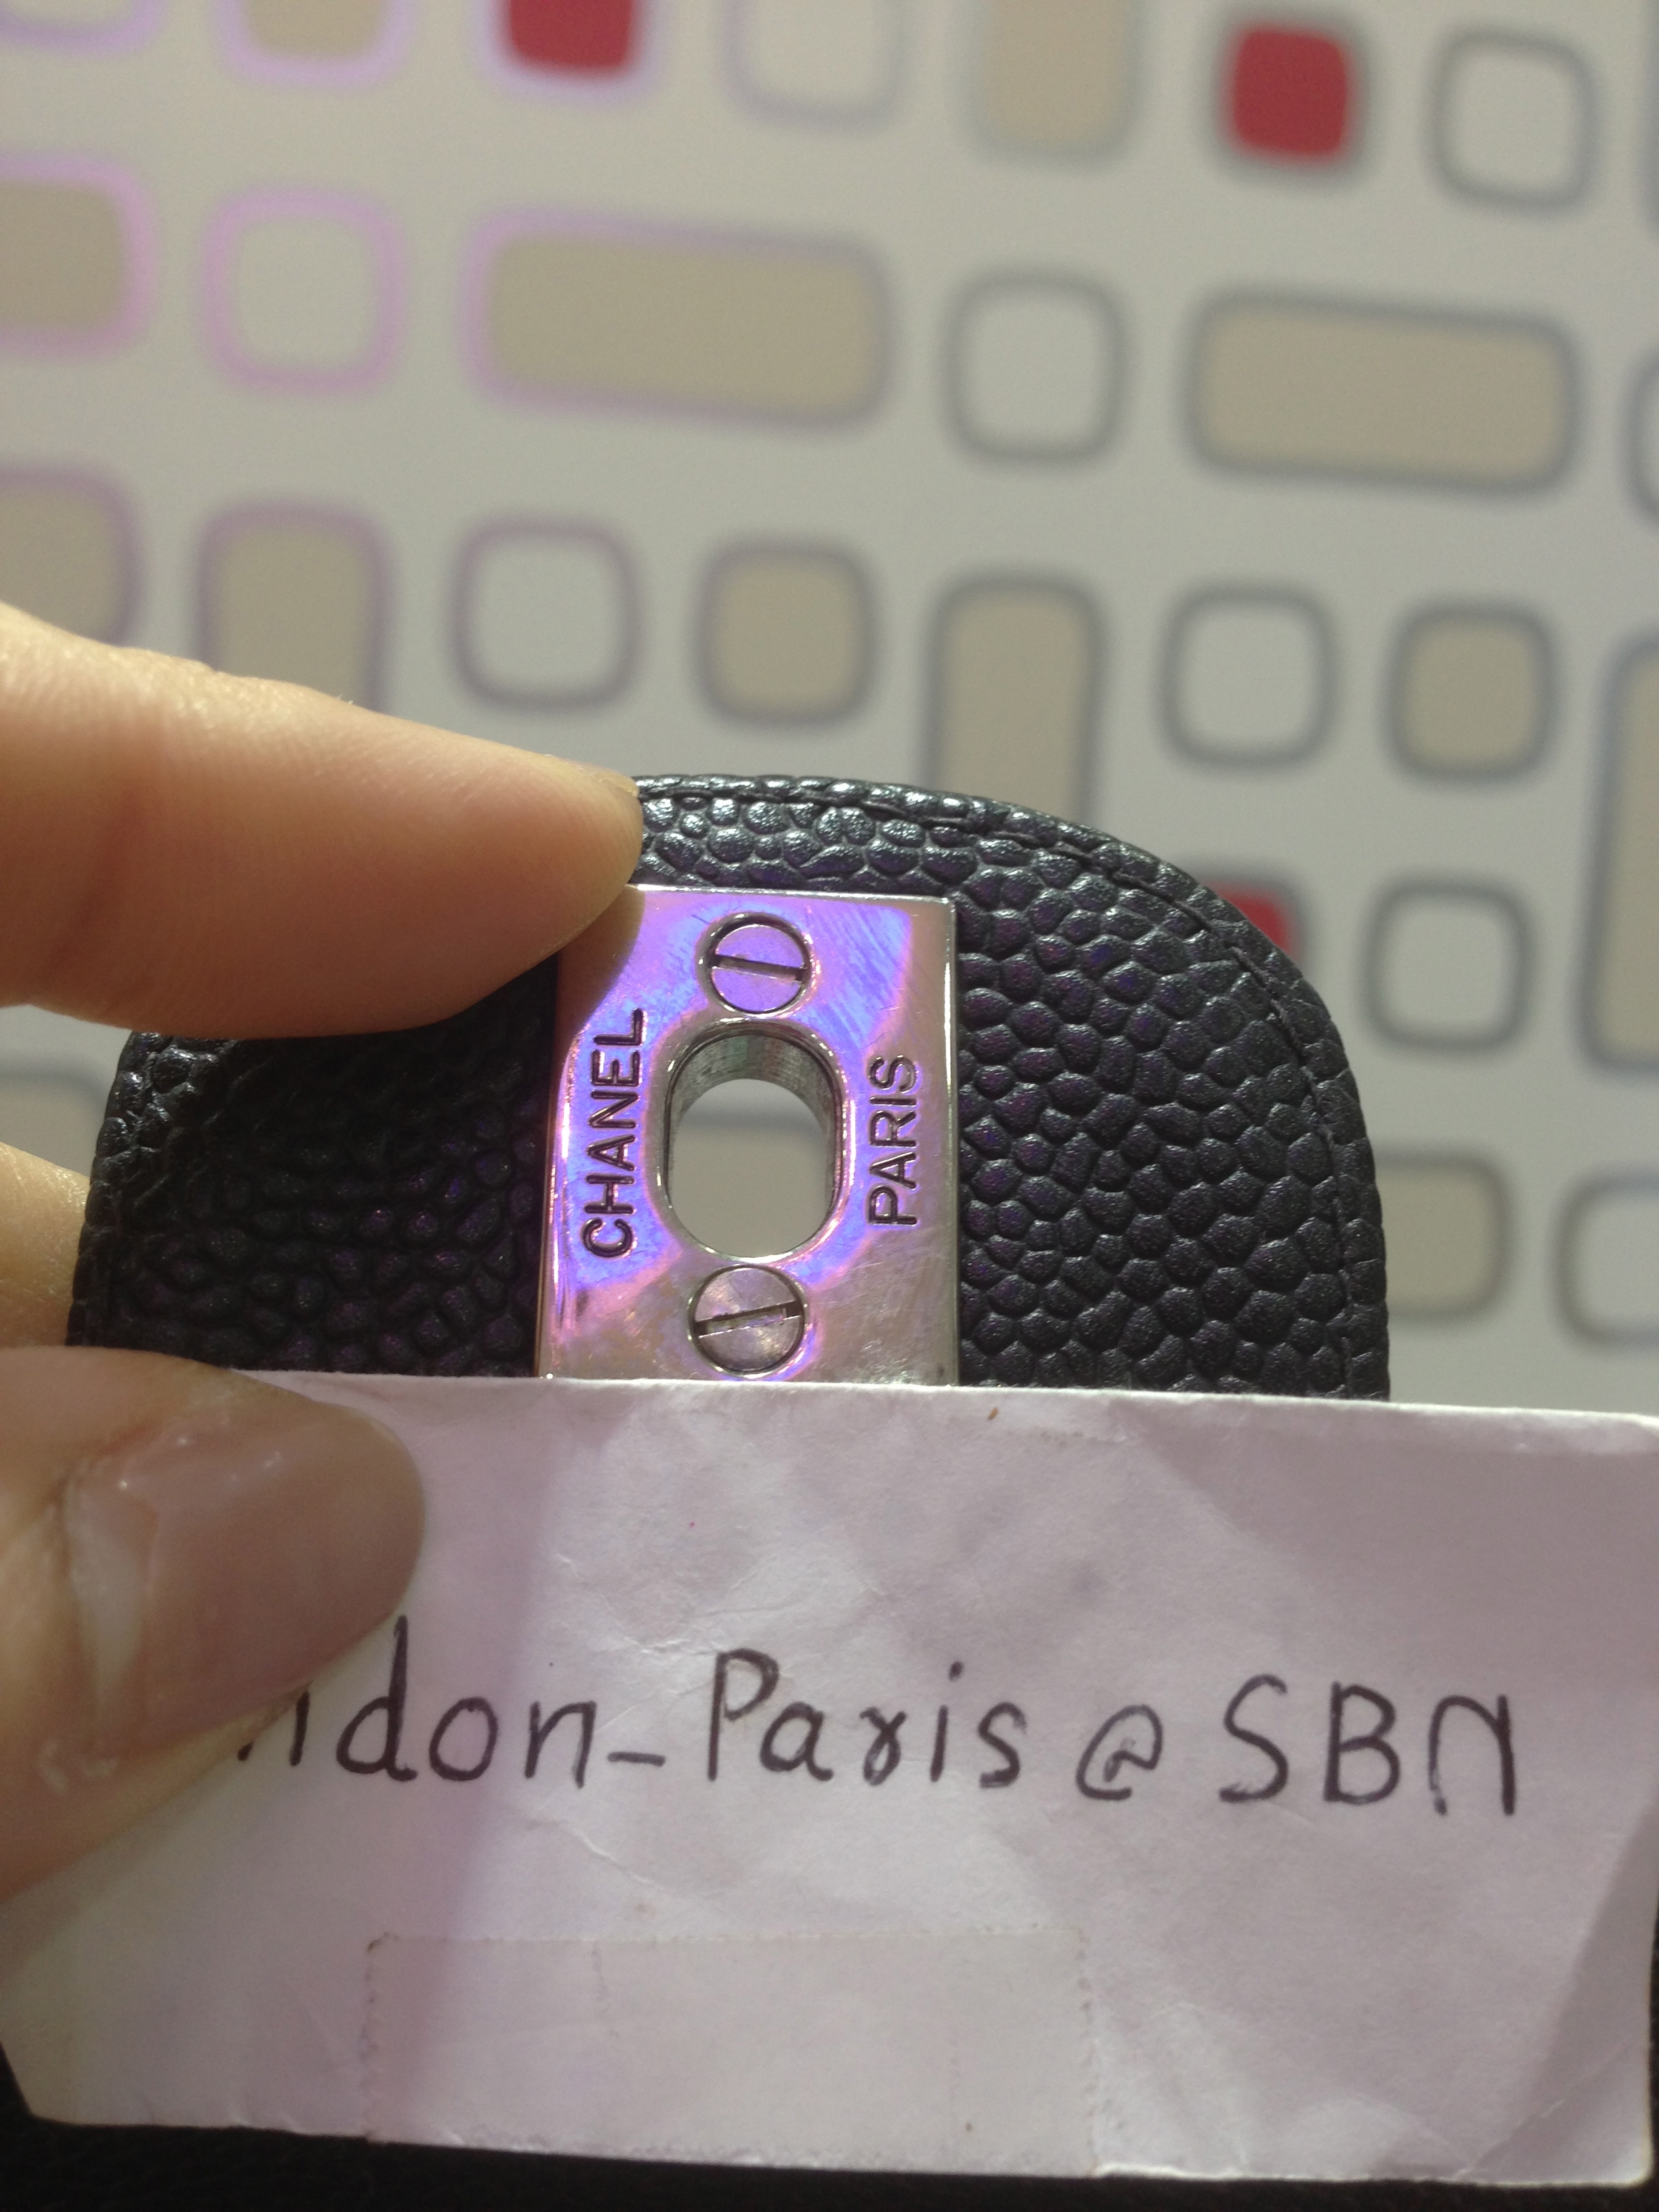 CHANEL
PARIS
ndon_Paris @ SBN